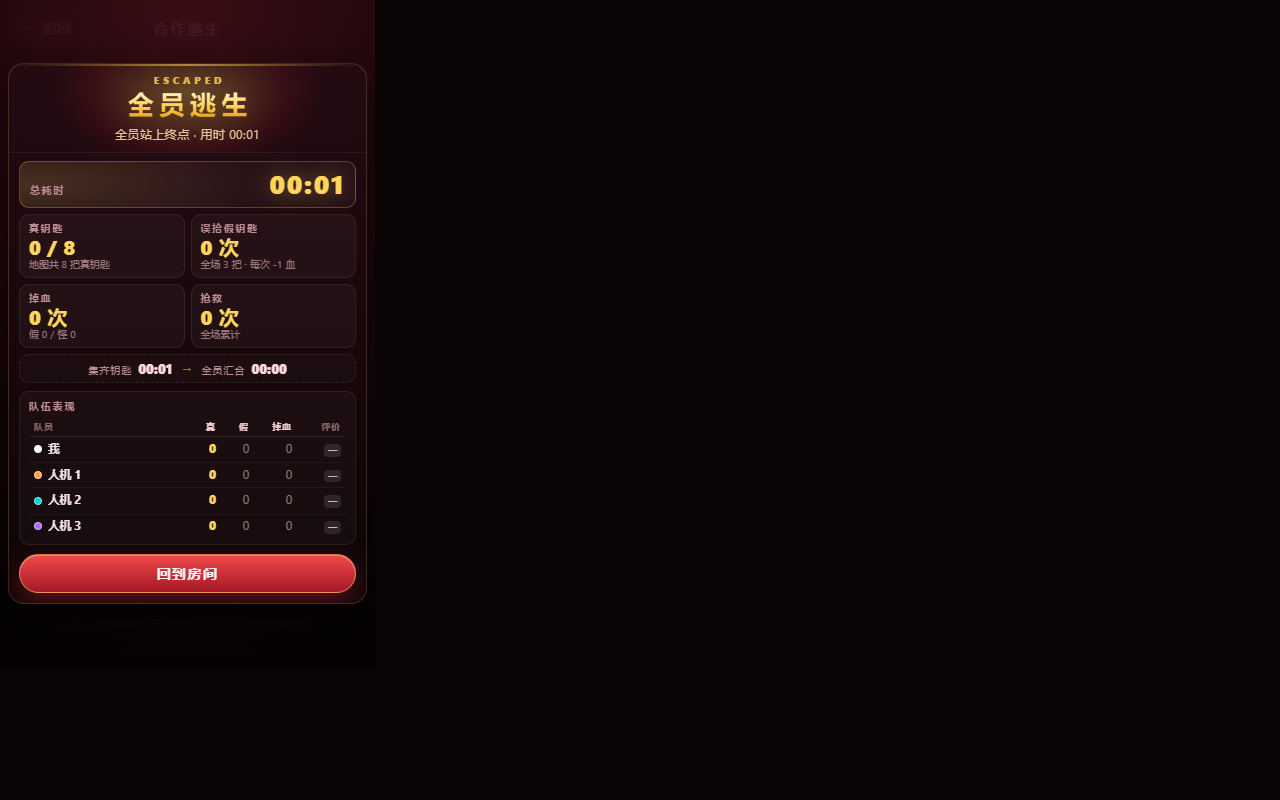 ← 返回 合作逃生
ESCAPED
全员逃生
全员站上终点 · 用时 00:01
总耗时 00:01
真钥匙 误拾假钥匙
0 / 8 0 次
地图共 8 把真钥匙 全场 3 把 · 每次 -1 血
掉血 抢救
0 次 0 次
假 0 / 怪 0 全场累计
集齐钥匙 00:01 → 全员汇合 00:00
队伍表现
队员 真 假 掉血 评价
我 0 0 0 —
人机 1 0 0 0 —
人机 2 0 0 0 —
人机 3 0 0 0 —
回到房间